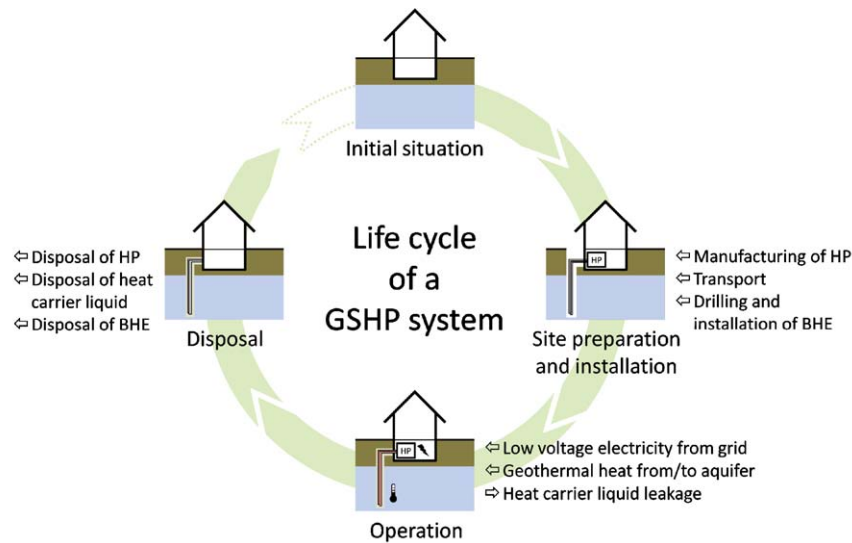 Initial situation
Life cycle
of a
GSHP system
HP
⇦ Manufacturing of HP
⇦ Transport
⇦ Drilling and
installation of BHE
Site preparation
and installation
HP
⇦ Low voltage electricity from grid
⇦ Geothermal heat from/to aquifer
⇨ Heat carrier liquid leakage
Operation
⇦ Disposal of HP
⇦ Disposal of heat
carrier liquid
⇦ Disposal of BHE
Disposal